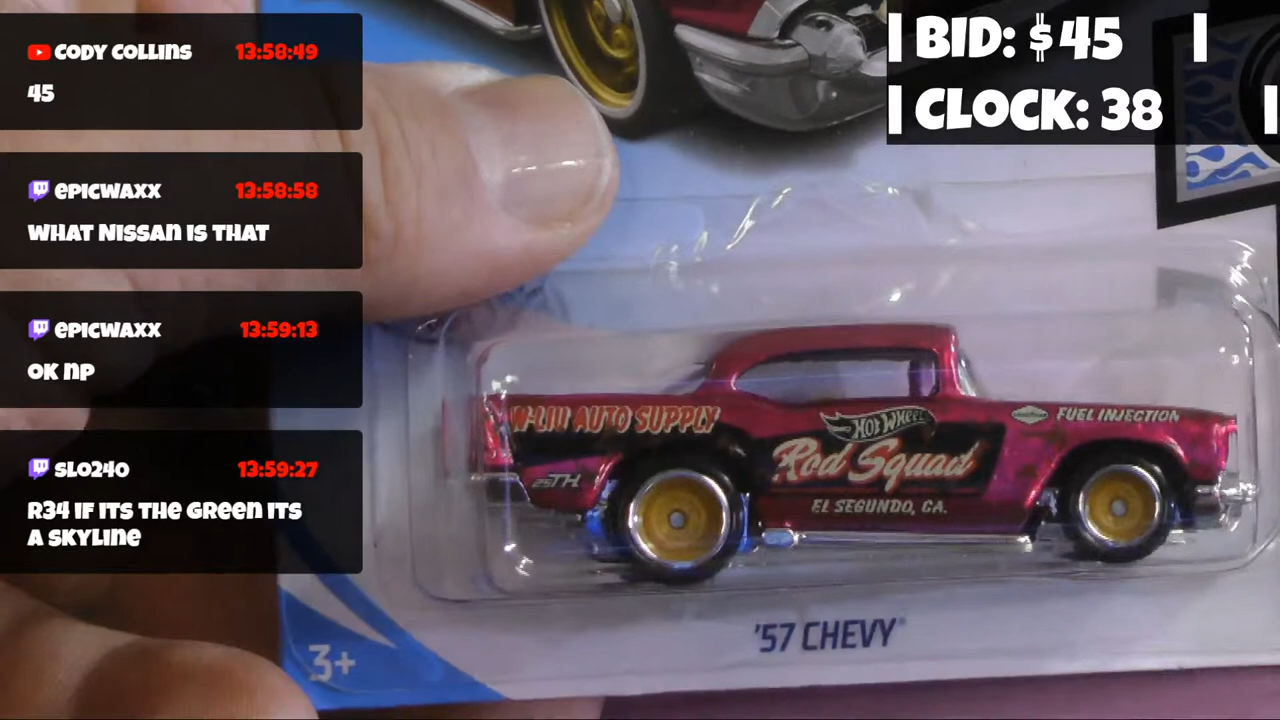 CODY COLLINS 13:58:49
45
EPICWAXX 13:58:58
WHAT NISSAN IS THAT
EPICWAXX 13:59:13
OK NP
SLO240 13:59:27
R34 IF ITS THE GREEN ITS
A SKYLINE
| BID: $45 |
| CLOCK: 38 |
AUTO SUPPLY
25TH
HOT WHEELS
Rod Squad
EL SEGUNDO, CA.
FUEL INJECTION
'57 CHEVY
3+